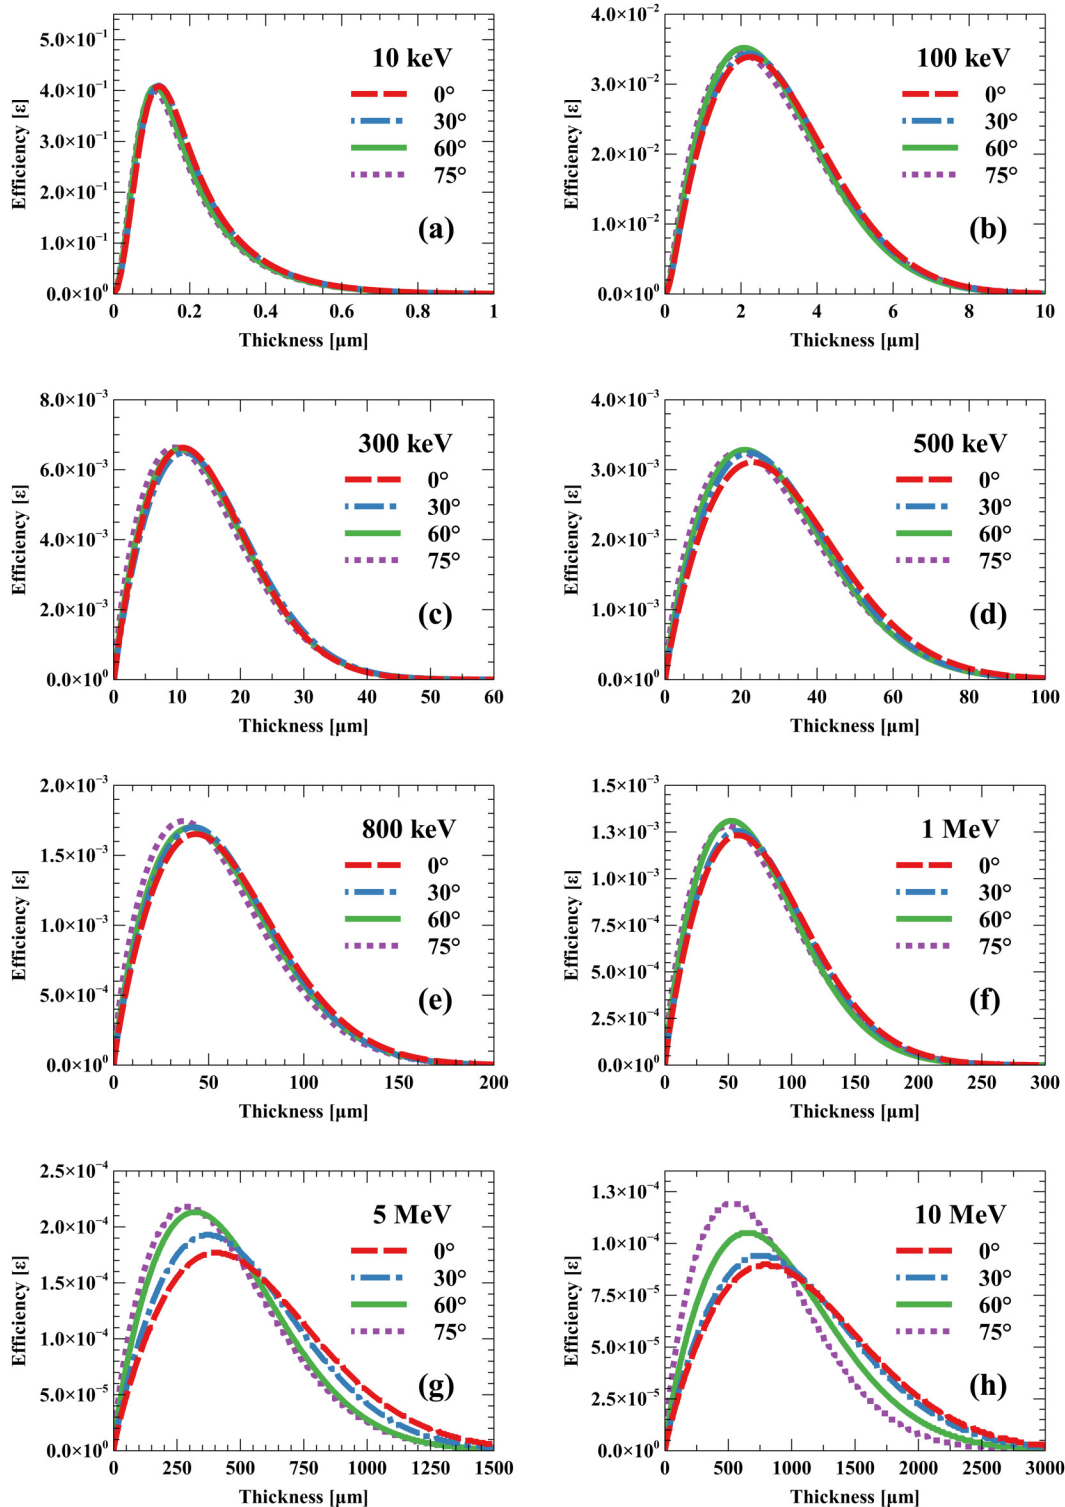 10 keV
0°
30°
60°
75°
(a)
Efficiency [ε]
5.0×10⁻¹
4.0×10⁻¹
3.0×10⁻¹
2.0×10⁻¹
1.0×10⁻¹
0.0×10⁰
0 0.2 0.4 0.6 0.8 1
Thickness [µm]
100 keV
0°
30°
60°
75°
(b)
Efficiency [ε]
4.0×10⁻²
3.0×10⁻²
2.0×10⁻²
1.0×10⁻²
0.0×10⁰
0 2 4 6 8 10
Thickness [µm]
300 keV
0°
30°
60°
75°
(c)
Efficiency [ε]
8.0×10⁻³
6.0×10⁻³
4.0×10⁻³
2.0×10⁻³
0.0×10⁰
0 10 20 30 40 50 60
Thickness [µm]
500 keV
0°
30°
60°
75°
(d)
Efficiency [ε]
4.0×10⁻³
3.0×10⁻³
2.0×10⁻³
1.0×10⁻³
0.0×10⁰
0 20 40 60 80 100
Thickness [µm]
800 keV
0°
30°
60°
75°
(e)
Efficiency [ε]
2.0×10⁻³
1.5×10⁻³
1.0×10⁻³
5.0×10⁻⁴
0.0×10⁰
0 50 100 150 200
Thickness [µm]
1 MeV
0°
30°
60°
75°
(f)
Efficiency [ε]
1.5×10⁻³
1.3×10⁻³
1.0×10⁻³
7.5×10⁻⁴
5.0×10⁻⁴
2.5×10⁻⁴
0.0×10⁰
0 50 100 150 200 250 300
Thickness [µm]
5 MeV
0°
30°
60°
75°
(g)
Efficiency [ε]
2.5×10⁻⁴
2.0×10⁻⁴
1.5×10⁻⁴
1.0×10⁻⁴
5.0×10⁻⁵
0.0×10⁰
0 250 500 750 1000 1250 1500
Thickness [µm]
10 MeV
0°
30°
60°
75°
(h)
Efficiency [ε]
1.3×10⁻⁴
1.0×10⁻⁴
7.5×10⁻⁵
5.0×10⁻⁵
2.5×10⁻⁵
0.0×10⁰
0 500 1000 1500 2000 2500 3000
Thickness [µm]